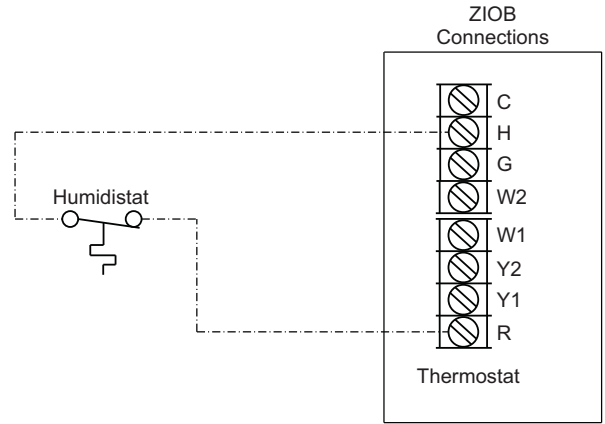 ZIOB
Connections
C
H
G
Humidistat
W2
W1
Y2
Y1
R
Thermostat